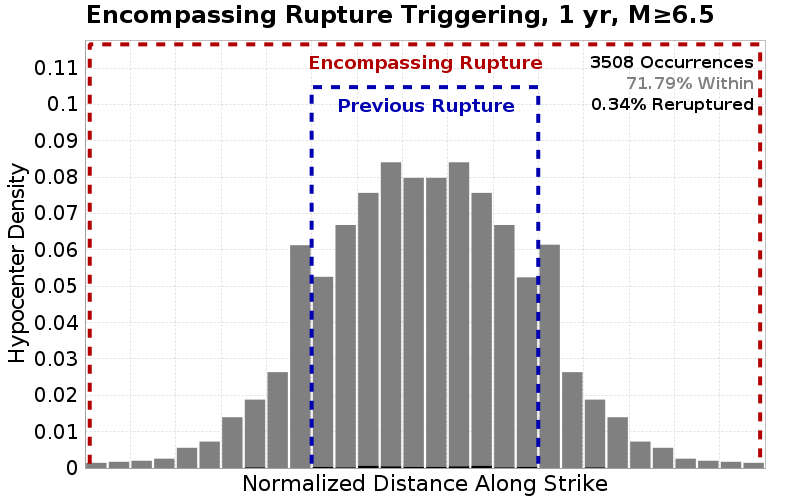 Encompassing Rupture Triggering, 1 yr, M≥6.5
Encompassing Rupture
Previous Rupture
3508 Occurrences
71.79% Within
0.34% Reruptured
Hypocenter Density
0.11
0.1
0.09
0.08
0.07
0.06
0.05
0.04
0.03
0.02
0.01
0
Normalized Distance Along Strike